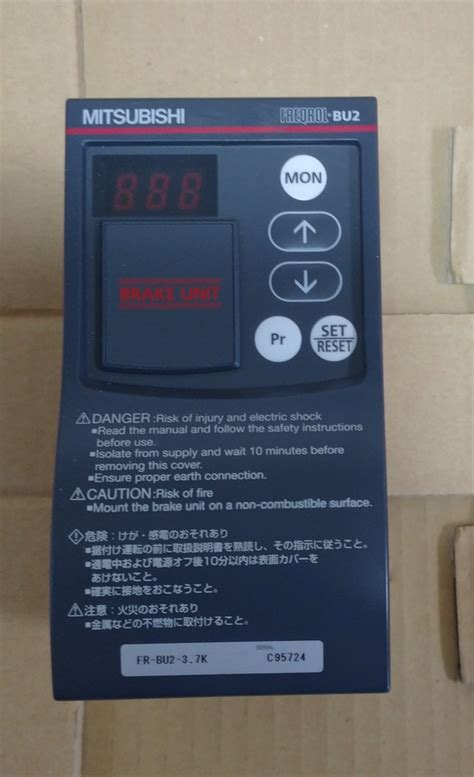 MITSUBISHI
FREQROL-BU2
888
MON
BRAKE UNIT
Pr
SET
RESET
⚠DANGER :Risk of injury and electric shock
■Read the manual and follow the safety instructions
before use.
■Isolate from supply and wait 10 minutes before
removing this cover.
■Ensure proper earth connection.
⚠CAUTION :Risk of fire
■Mount the brake unit on a non-combustible surface.
危険 : けが・感電のおそれあり
■据付け運転の前に取扱説明書を熟読し、その指示に従うこと。
■通電中および電源オフ後10分以内は表面カバーを
あけないこと。
■確実に接地をおこなうこと。
注意 : 火災のおそれあり
■金属などの不燃物に取付けること。
SERIAL
FR-BU2-3.7K C95724